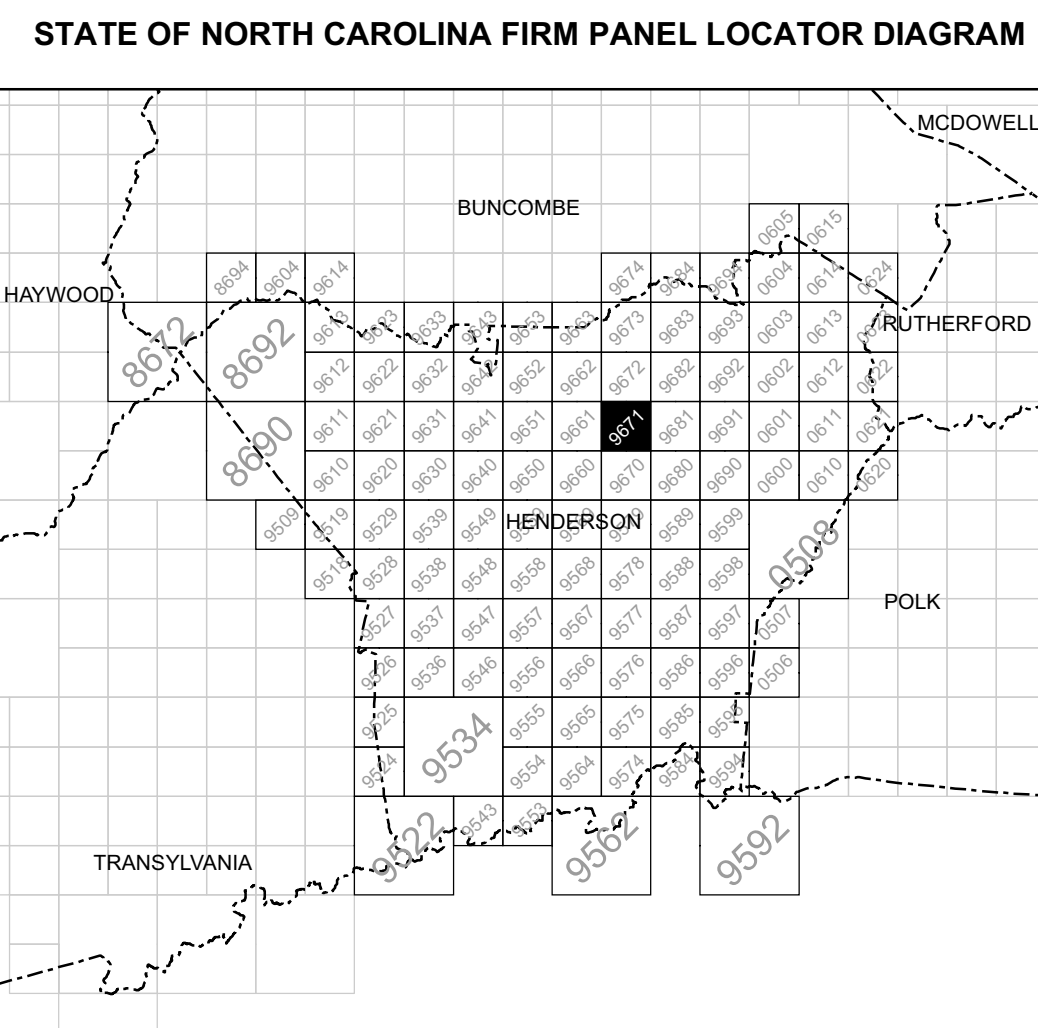 STATE OF NORTH CAROLINA FIRM PANEL LOCATOR DIAGRAM
MCDOWELL
BUNCOMBE
0605 0615
HAYWOOD
8694 9604 9614 9674 9684 9694 0604 0614 0624
8672 8692
9613 9623 9633 9643 9653 9663 9673 9683 9693 0603 0613
RUTHERFORD
9612 9622 9632 9642 9652 9662 9672 9682 9692 0602 0612 0622
8690
9611 9621 9631 9641 9651 9661 9671 9681 9691 0601 0611 0621
9610 9620 9630 9640 9650 9660 9670 9680 9690 0600 0610 0620
9509 9519 9529 9539 9549 9589 9599
HENDERSON
0508
9518 9528 9538 9548 9558 9568 9578 9588 9598
POLK
9527 9537 9547 9557 9567 9577 9587 9597 0507
9526 9536 9546 9556 9566 9576 9586 9596 0506
9525 9534 9555 9565 9575 9585 9595
9524 9554 9564 9574 9584 9594
9522 9543 9553 9562 9592
TRANSYLVANIA